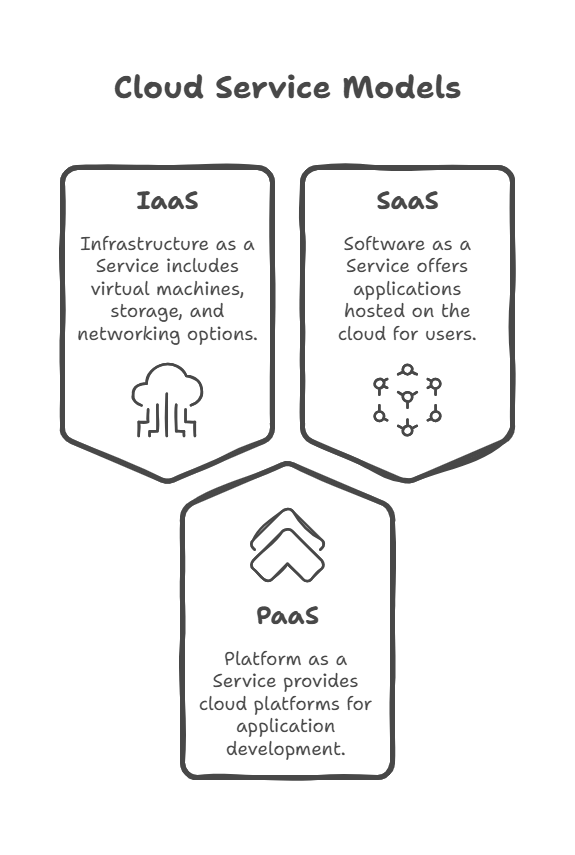 Cloud Service Models
IaaS
Infrastructure as a
Service includes
virtual machines,
storage, and
networking options.
SaaS
Software as a
Service offers
applications
hosted on the
cloud for users.
PaaS
Platform as a
Service provides
cloud platforms for
application
development.